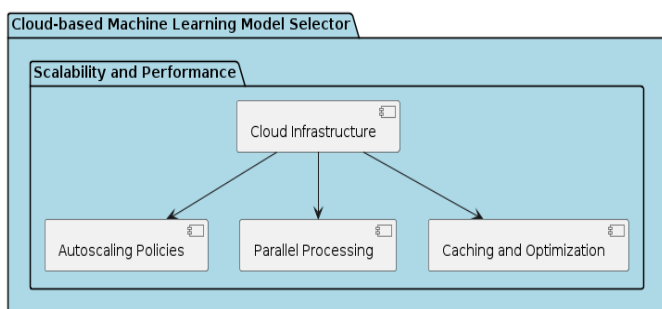 Cloud-based Machine Learning Model Selector
Scalability and Performance
Cloud Infrastructure
Autoscaling Policies
Parallel Processing
Caching and Optimization